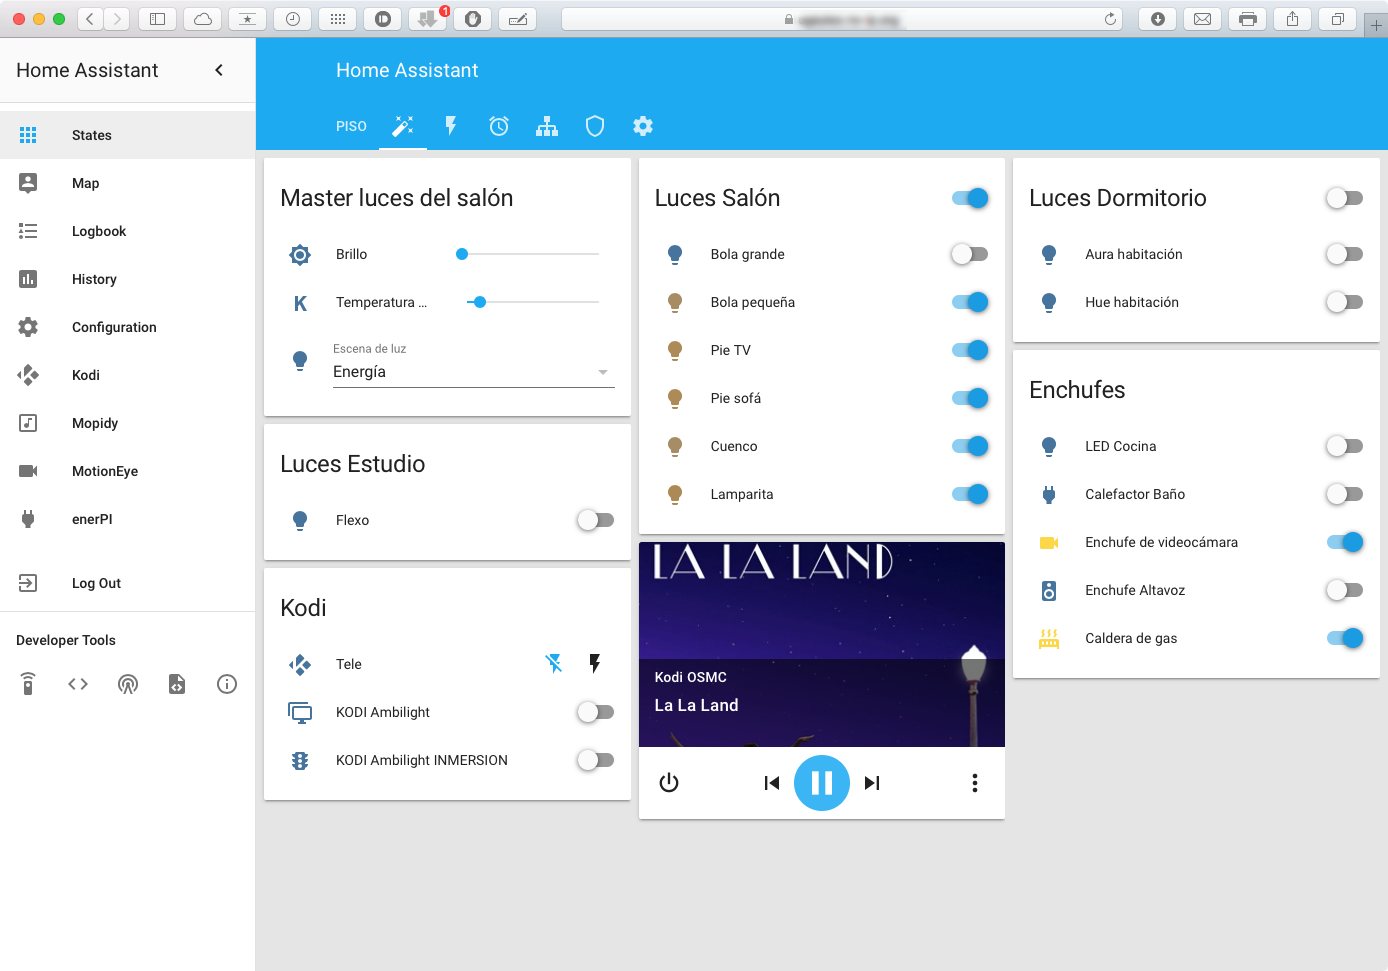 1
Home Assistant
States
Map
Logbook
History
Configuration
Kodi
Mopidy
MotionEye
enerPI
Log Out
Developer Tools
Home Assistant
PISO
Master luces del salón
Brillo
K Temperatura ...
Escena de luz
Energía
Luces Estudio
Flexo
Kodi
Tele
KODI Ambilight
KODI Ambilight INMERSION
Luces Salón
Bola grande
Bola pequeña
Pie TV
Pie sofá
Cuenco
Lamparita
LA LA LAND
Kodi OSMC
La La Land
Luces Dormitorio
Aura habitación
Hue habitación
Enchufes
LED Cocina
Calefactor Baño
Enchufe de videocámara
Enchufe Altavoz
Caldera de gas